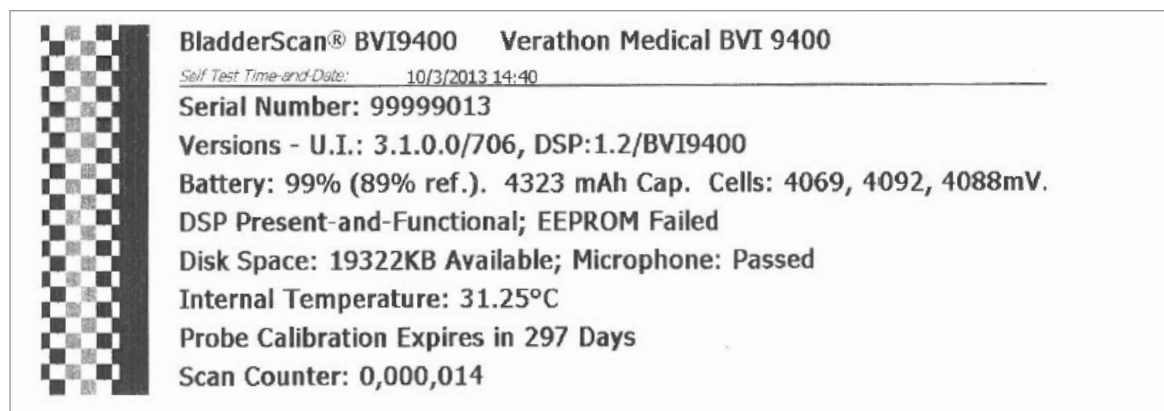 BladderScan® BVI9400 Verathon Medical BVI 9400
Self Test Time-and-Date: 10/3/2013 14:40
Serial Number: 99999013
Versions - U.I.: 3.1.0.0/706, DSP:1.2/BVI9400
Battery: 99% (89% ref.). 4323 mAh Cap. Cells: 4069, 4092, 4088mV.
DSP Present-and-Functional; EEPROM Failed
Disk Space: 19322KB Available; Microphone: Passed
Internal Temperature: 31.25°C
Probe Calibration Expires in 297 Days
Scan Counter: 0,000,014